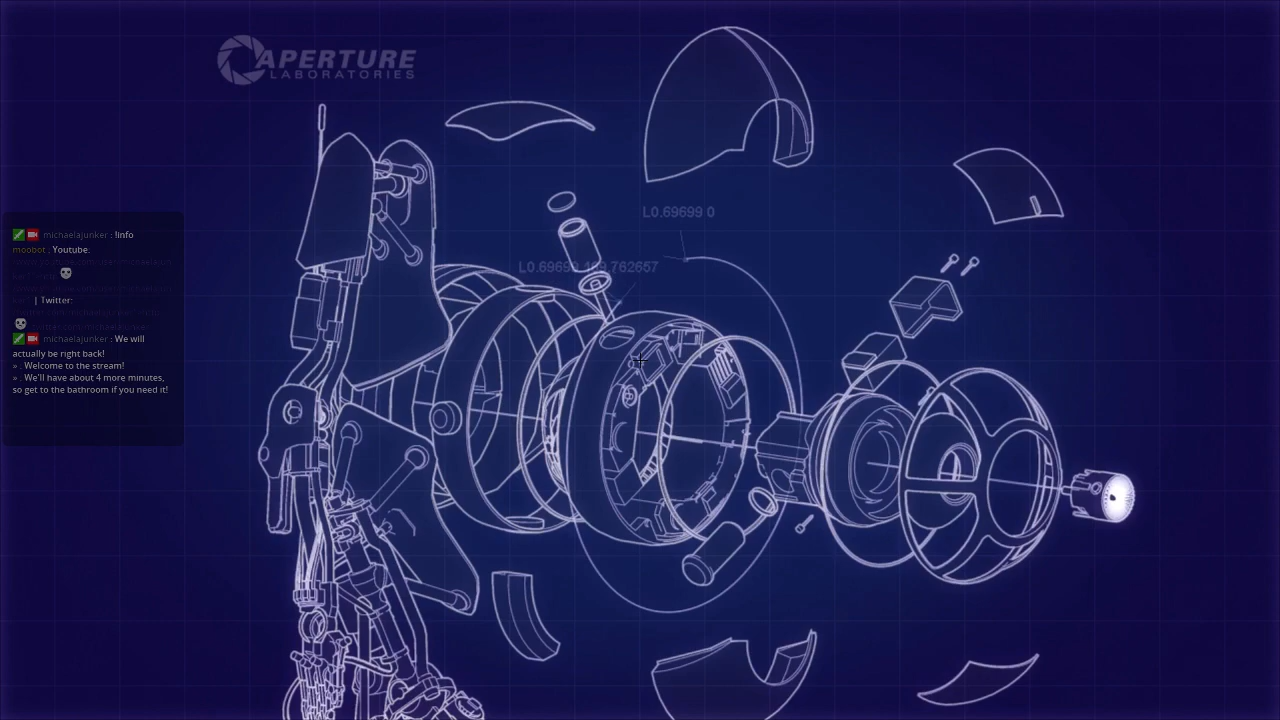 APERTURE
LABORATORIES
L0.69699 0
michaelajunker : !info
moobot : Youtube:
| Twitter:
michaelajunker : We will
actually be right back!
» : Welcome to the stream!
» : We'll have about 4 more minutes,
so get to the bathroom if you need it!